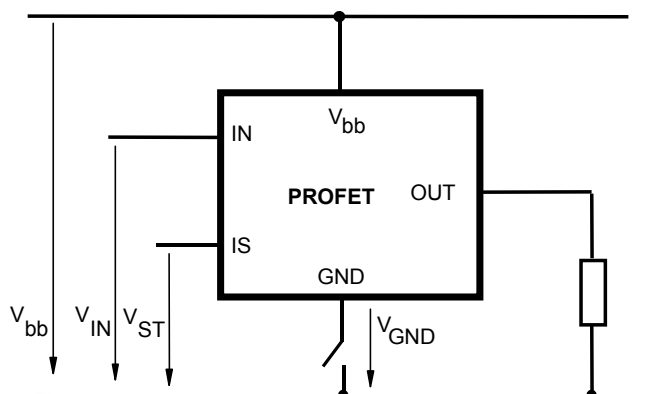 Vbb
IN
PROFET
OUT
IS
GND
Vbb
VIN
VST
VGND